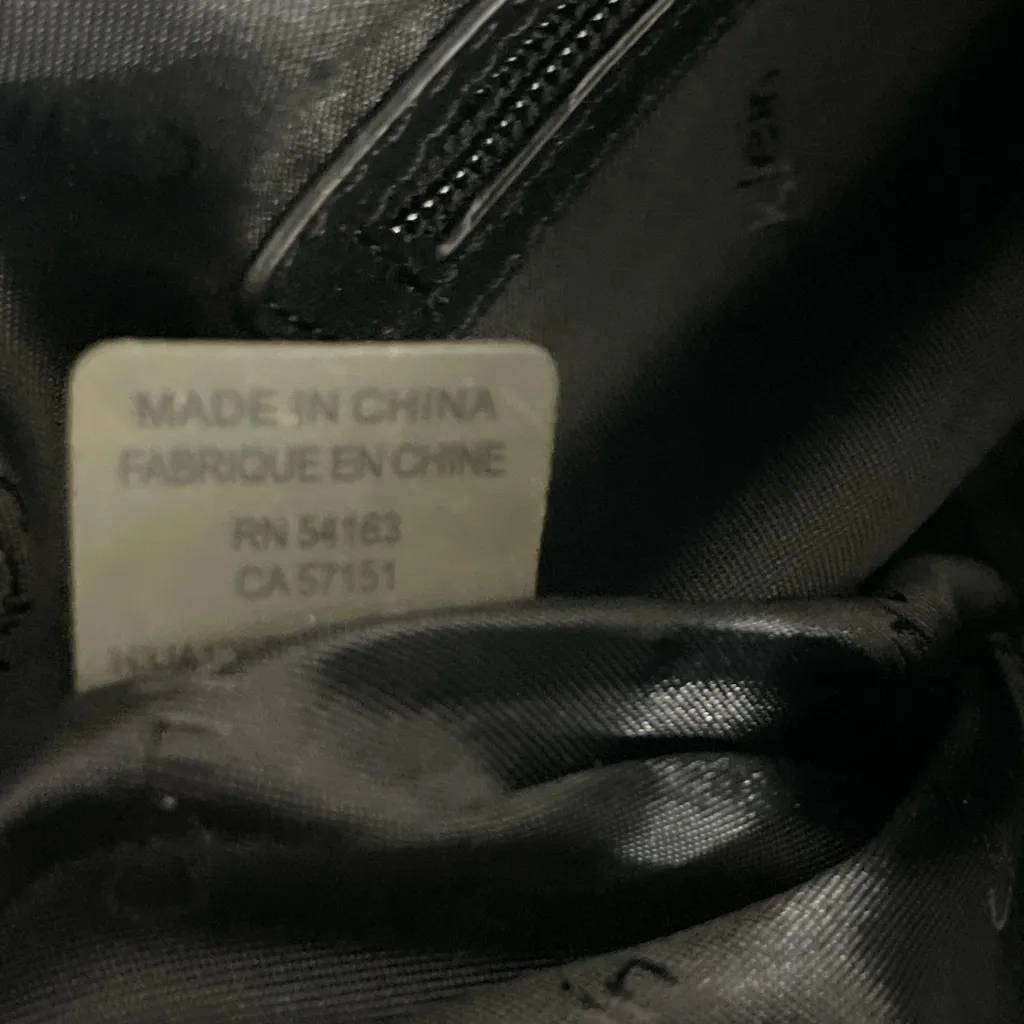 MADE IN CHINA
FABRIQUE EN CHINE
RN 54163
CA 57151